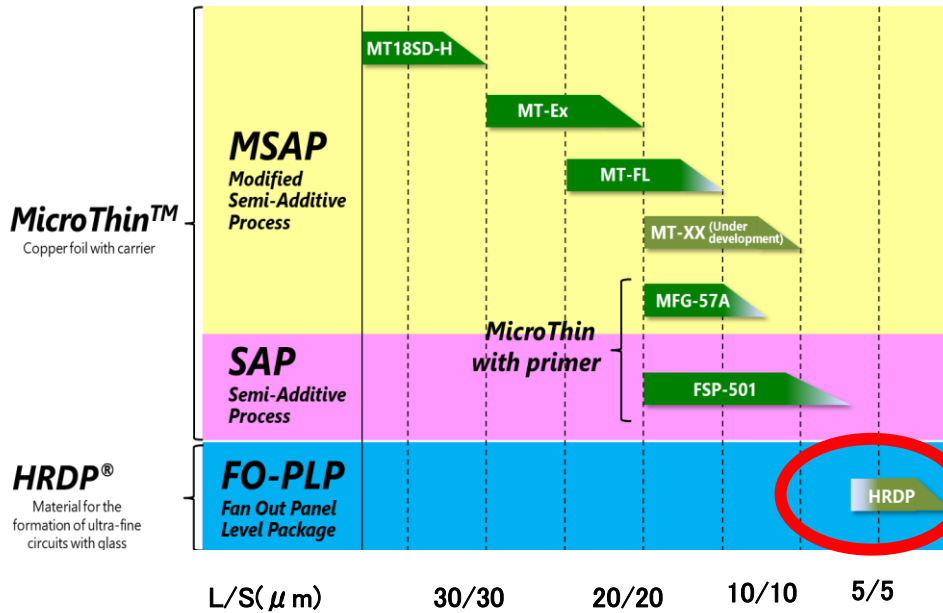 MicroThin™
Copper foil with carrier
MSAP
Modified
Semi-Additive
Process
MT18SD-H
MT-Ex
MT-FL
MT-XX (Under
development)
MFG-57A
MicroThin
with primer
SAP
Semi-Additive
Process
FSP-501
HRDP®
Material for the
formation of ultra-fine
circuits with glass
FO-PLP
Fan Out Panel
Level Package
HRDP
L/S(μm) 30/30 20/20 10/10 5/5